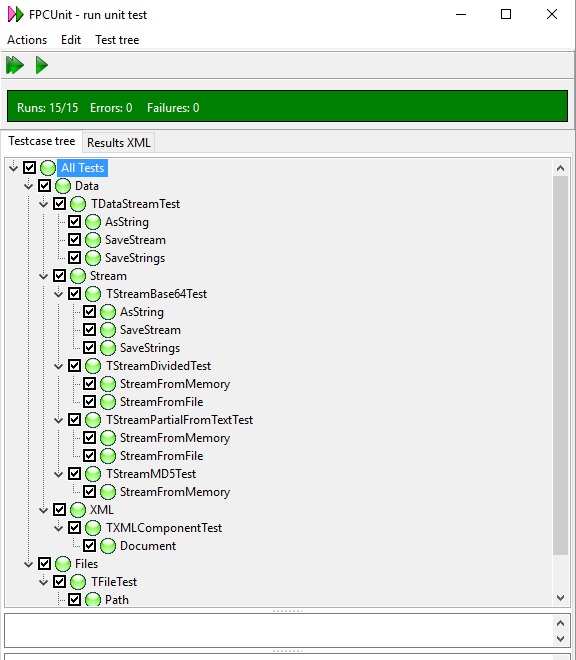 FPCUnit - run unit test
Actions Edit Test tree
Runs: 15/15 Errors: 0 Failures: 0
Testcase tree Results XML
All Tests
Data
TDataStreamTest
AsString
SaveStream
SaveStrings
Stream
TStreamBase64Test
AsString
SaveStream
SaveStrings
TStreamDividedTest
StreamFromMemory
StreamFromFile
TStreamPartialFromTextTest
StreamFromMemory
StreamFromFile
TStreamMD5Test
StreamFromMemory
XML
TXMLComponentTest
Document
Files
TFileTest
Path